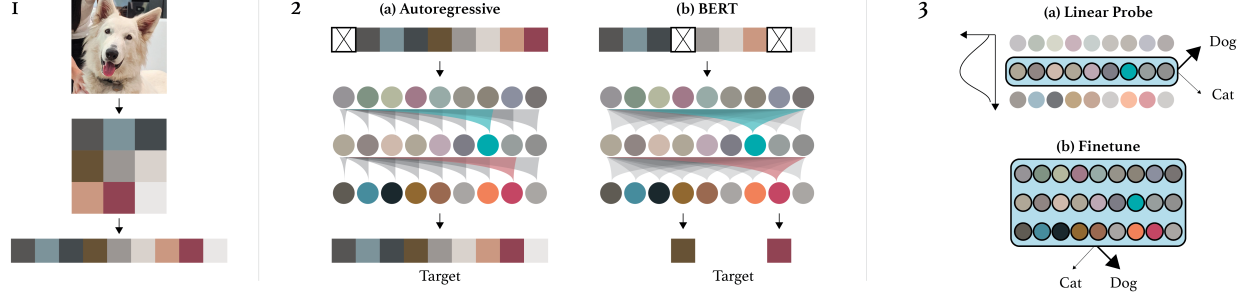 1
2
(a) Autoregressive
(b) BERT
Target
Target
3
(a) Linear Probe
Dog
Cat
(b) Finetune
Cat
Dog